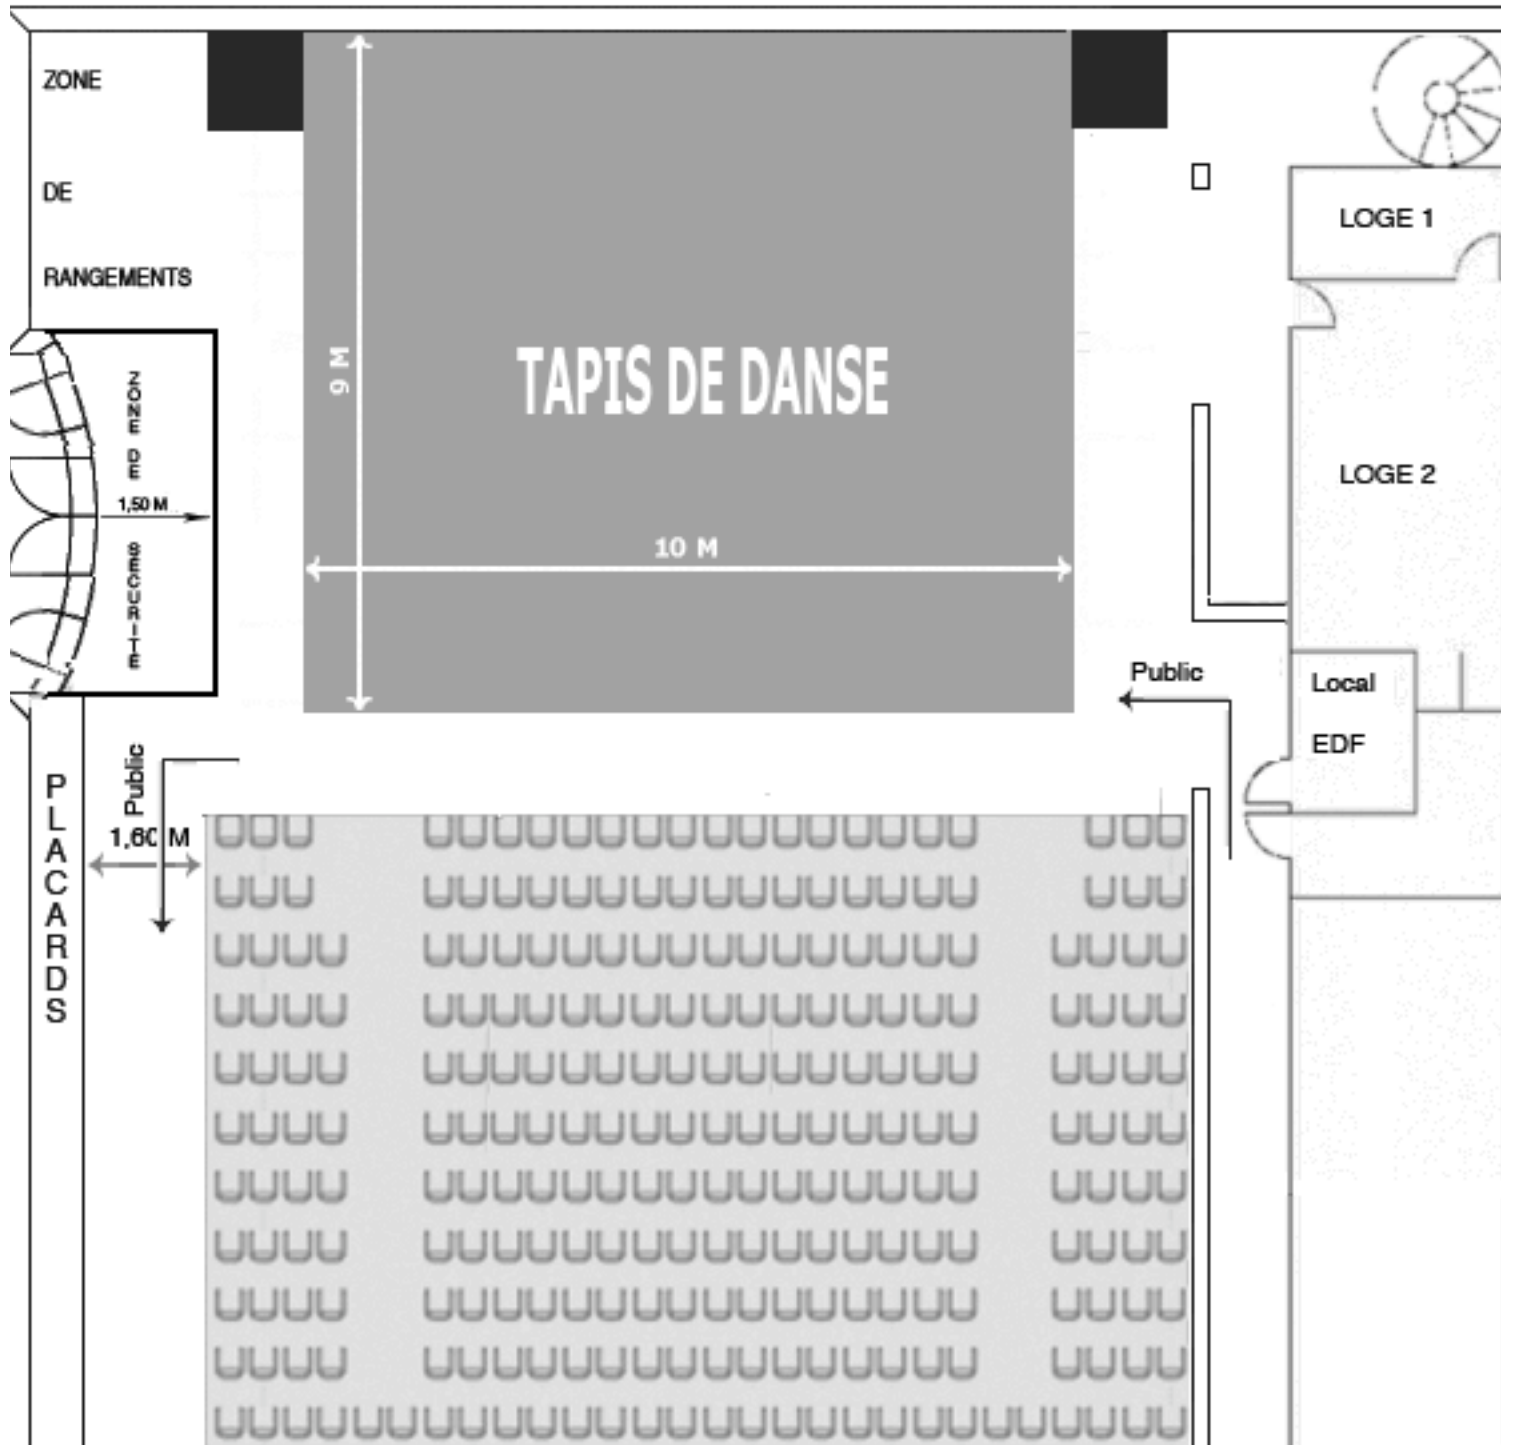 ZONE
DE
RANGEMENTS
LOGE 1
TAPIS DE DANSE
9 M
ZONE DE SECURITE
1,50 M
LOGE 2
10 M
Public
Local
EDF
Public
1,60 M
PLACARDS